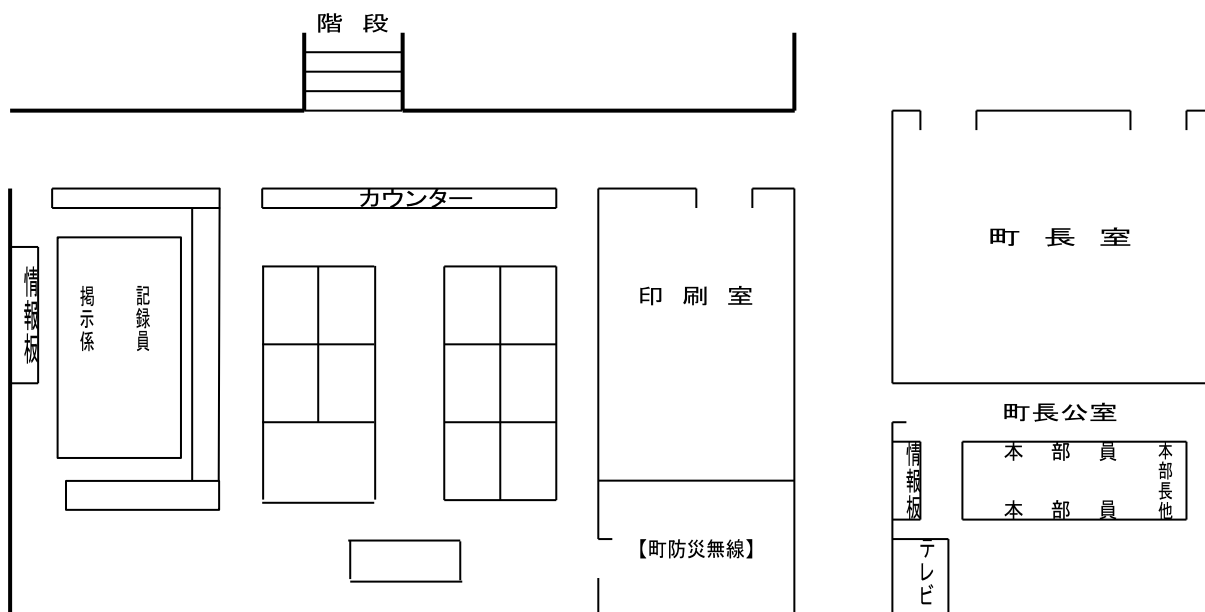 階 段
カウンター
町 長 室
情報板
掲示係
記録員
印 刷 室
町長公室
情報板
本 部 員
本部長他
本 部 員
【町防災無線】
テレビ